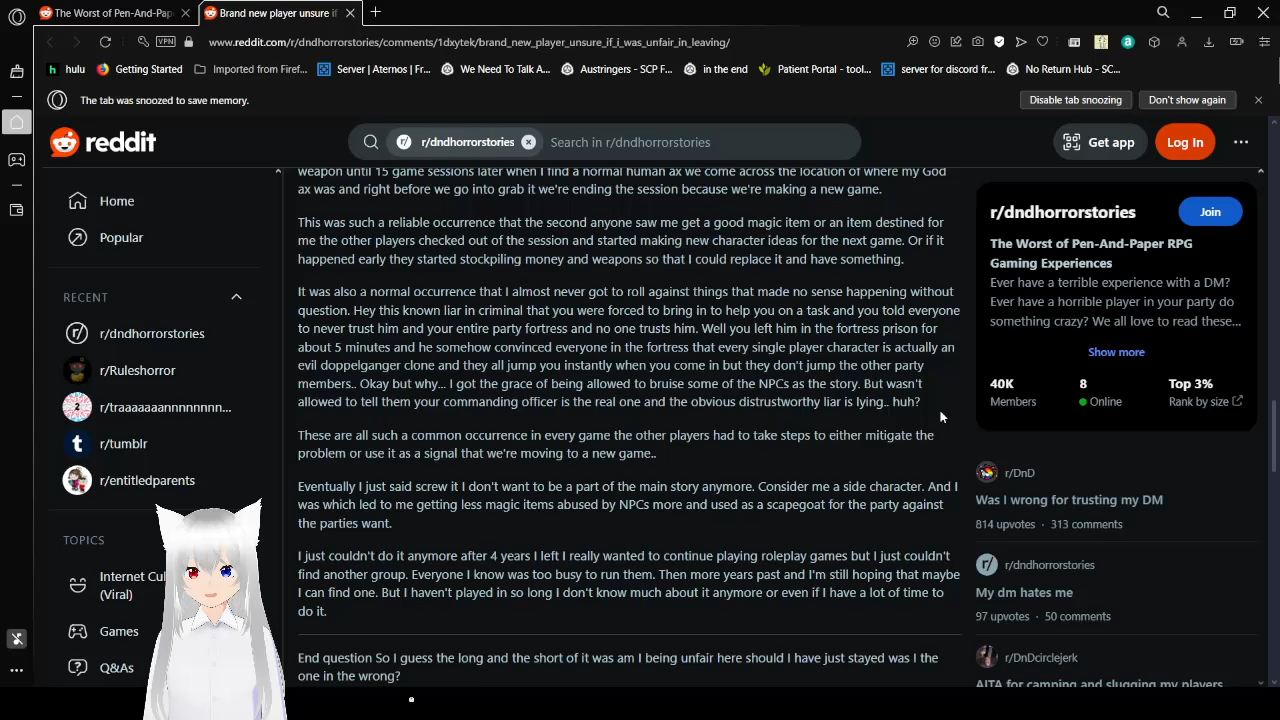 The Worst of Pen-And-Pap
Brand new player unsure if
VPN
www.reddit.com/r/dndhorrorstories/comments/1dxytek/brand_new_player_unsure_if_i_was_unfair_in_leaving/
hulu
Getting Started
Imported from Firef...
Server | Aternos | Fr...
We Need To Talk A...
Austringers - SCP F...
in the end
Patient Portal - tool...
server for discord fr...
No Return Hub - SC...
The tab was snoozed to save memory.
Disable tab snoozing
Don't show again
reddit
r/dndhorrorstories
Search in r/dndhorrorstories
Get app
Log In
Home
Popular
RECENT
r/dndhorrorstories
r/Ruleshorror
r/traaaaaaannnnnnnnn...
r/tumblr
r/entitledparents
TOPICS
Internet Cul
(Viral)
Games
Q&As
weapon until 15 game sessions later when I find a normal human ax we come across the location of where my God
ax was and right before we go into grab it we're ending the session because we're making a new game.
This was such a reliable occurrence that the second anyone saw me get a good magic item or an item destined for
me the other players checked out of the session and started making new character ideas for the next game. Or if it
happened early they started stockpiling money and weapons so that I could replace it and have something.
It was also a normal occurrence that I almost never got to roll against things that made no sense happening without
question. Hey this known liar in criminal that you were forced to bring in to help you on a task and you told everyone
to never trust him and your entire party fortress and no one trusts him. Well you left him in the fortress prison for
about 5 minutes and he somehow convinced everyone in the fortress that every single player character is actually an
evil doppelganger clone and they all jump you instantly when you come in but they don't jump the other party
members.. Okay but why... I got the grace of being allowed to bruise some of the NPCs as the story. But wasn't
allowed to tell them your commanding officer is the real one and the obvious distrustworthy liar is lying.. huh?
These are all such a common occurrence in every game the other players had to take steps to either mitigate the
problem or use it as a signal that we're moving to a new game..
Eventually I just said screw it I don't want to be a part of the main story anymore. Consider me a side character. And I
was which led to me getting less magic items abused by NPCs more and used as a scapegoat for the party against
the parties want.
I just couldn't do it anymore after 4 years I left I really wanted to continue playing roleplay games but I just couldn't
find another group. Everyone I know was too busy to run them. Then more years past and I'm still hoping that maybe
I can find one. But I haven't played in so long I don't know much about it anymore or even if I have a lot of time to
do it.
End question So I guess the long and the short of it was am I being unfair here should I have just stayed was I the
one in the wrong?
r/dndhorrorstories
Join
The Worst of Pen-And-Paper RPG
Gaming Experiences
Ever have a terrible experience with a DM?
Ever have a horrible player in your party do
something crazy? We all love to read these...
Show more
40K
Members
8
Online
Top 3%
Rank by size
r/DnD
Was I wrong for trusting my DM
814 upvotes · 313 comments
r/dndhorrorstories
My dm hates me
97 upvotes · 50 comments
r/DnDcirclejerk
AITA for camping and slugging my players